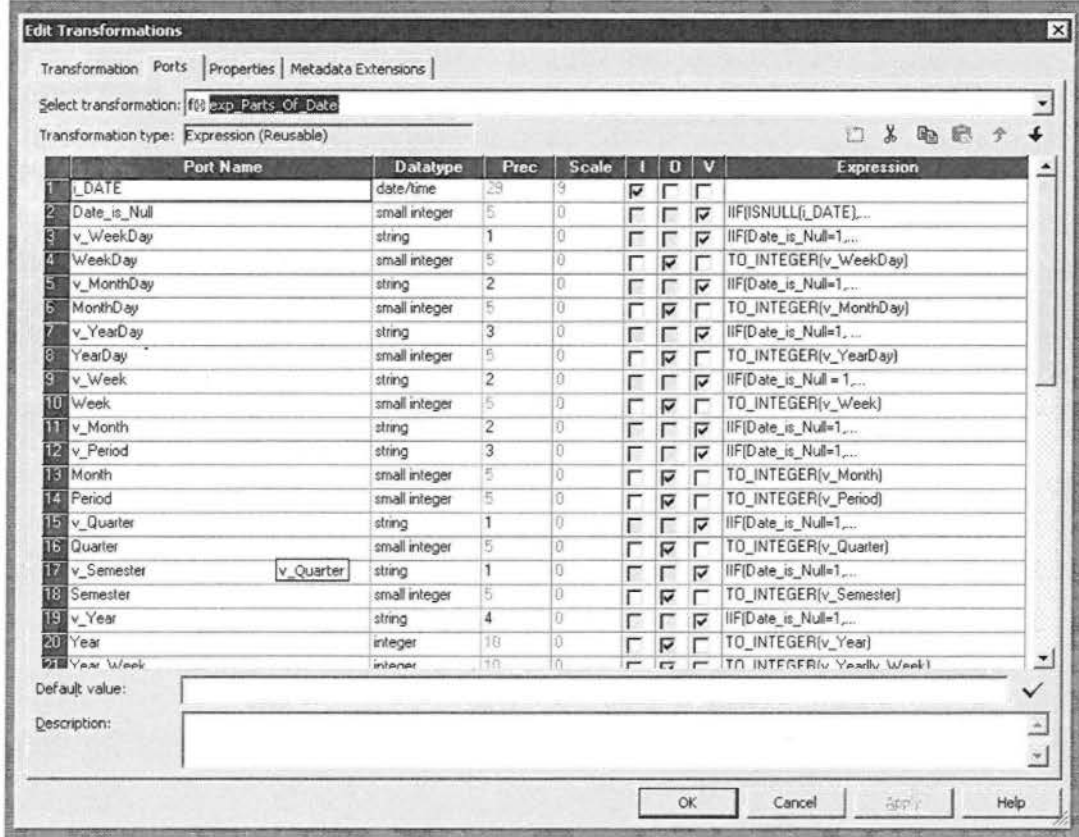 Edit Transformations
Transformation Ports Properties Metadata Extensions
Select transformation: f(x) exp_Parts_Of_Date
Transformation type: Expression (Reusable)
Port Name Datatype Prec Scale I O V Expression
1 i_DATE date/time 29 9
2 Date_is_Null small integer 5 0 IIF(ISNULL(i_DATE),...
3 v_WeekDay string 1 0 IIF(Date_is_Null=1,...
4 WeekDay small integer 5 0 TO_INTEGER(v_WeekDay)
5 v_MonthDay string 2 0 IIF(Date_is_Null=1,...
6 MonthDay small integer 5 0 TO_INTEGER(v_MonthDay)
7 v_YearDay string 3 0 IIF(Date_is_Null=1, ...
8 YearDay small integer 5 0 TO_INTEGER(v_YearDay)
9 v_Week string 2 0 IIF(Date_is_Null = 1,...
10 Week small integer 5 0 TO_INTEGER(v_Week)
11 v_Month string 2 0 IIF(Date_is_Null=1,...
12 v_Period string 3 0 IIF(Date_is_Null=1,...
13 Month small integer 5 0 TO_INTEGER(v_Month)
14 Period small integer 5 0 TO_INTEGER(v_Period)
15 v_Quarter string 1 0 IIF(Date_is_Null=1,...
16 Quarter small integer 5 0 TO_INTEGER(v_Quarter)
17 v_Semester v_Quarter string 1 0 IIF(Date_is_Null=1,...
18 Semester small integer 5 0 TO_INTEGER(v_Semester)
19 v_Year string 4 0 IIF(Date_is_Null=1,...
20 Year integer 10 0 TO_INTEGER(v_Year)
21 Year_Week integer 10 0 TO_INTEGER(v_Yearly_Week)
Default value:
Description:
OK Cancel Apply Help